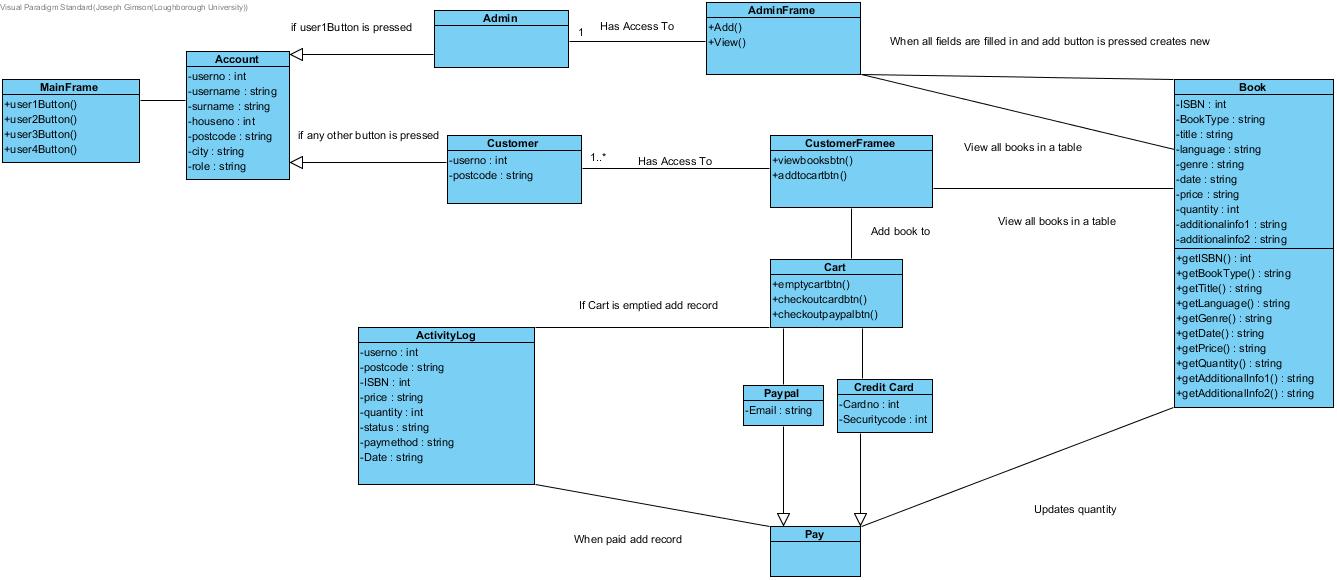 Visual Paradigm Standard(Joseph Gimson(Loughborough University))
MainFrame
+user1Button()
+user2Button()
+user3Button()
+user4Button()
Account
-userno : int
-username : string
-surname : string
-houseno : int
-postcode : string
-city : string
-role : string
if user1Button is pressed
Admin
1
Has Access To
AdminFrame
+Add()
+View()
When all fields are filled in and add button is pressed creates new
if any other button is pressed
Customer
-userno : int
-postcode : string
1..*
Has Access To
CustomerFramee
+viewbooksbtn()
+addtocartbtn()
View all books in a table
View all books in a table
Book
-ISBN : int
-BookType : string
-title : string
-language : string
-genre : string
-date : string
-price : string
-quantity : int
-additionalinfo1 : string
-additionalinfo2 : string
+getISBN() : int
+getBookType() : string
+getTitle() : string
+getLanguage() : string
+getGenre() : string
+getDate() : string
+getPrice() : string
+getQuantity() : string
+getAdditionalInfo1() : string
+getAdditionalInfo2() : string
Add book to
Cart
+emptycartbtn()
+checkoutcardbtn()
+checkoutpaypalbtn()
If Cart is emptied add record
ActivityLog
-userno : int
-postcode : string
-ISBN : int
-price : string
-quantity : int
-status : string
-paymethod : string
-Date : string
Paypal
-Email : string
Credit Card
-Cardno : int
-Securitycode : int
Updates quantity
When paid add record
Pay